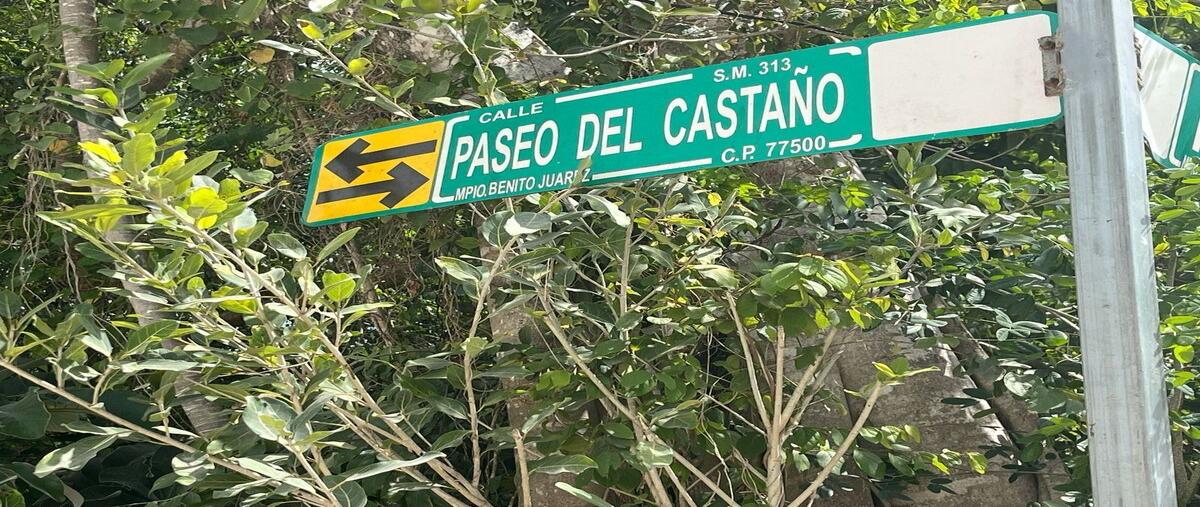 CALLE
S.M. 313
PASEO DEL CASTAÑO
MPIO. BENITO JUAREZ
C.P. 77500